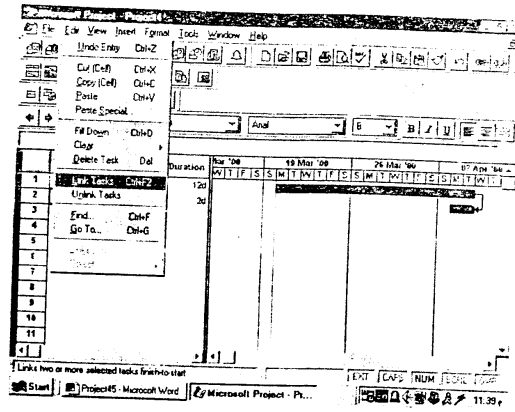 Microsoft Project - Project
File Edit View Insert Format Tools Window Help
Undo Entry Ctrl+Z
Cut (Cell) Ctrl+X
Copy (Cell) Ctrl+C
Paste Ctrl+V
Paste Special
Fill Down Ctrl+D
Clear
Delete Task Del
Link Tasks Ctrl+F2
Unlink Tasks
Find... Ctrl+F
Go To... Ctrl+G
Arial 8 B I U
Duration Mar '00 19 Mar '00 26 Mar '00 02 Apr '00
W T F S S M T W T F S S M T W T F S S M T W T
1 12d
2 2d
3
4
5
6
7
8
9
10
11
Links two or more selected tasks finish-to-start
EXT CAPS NUM SCRL OVR
Start Project45 - Microsoft Word Microsoft Project - Pr... 11:39